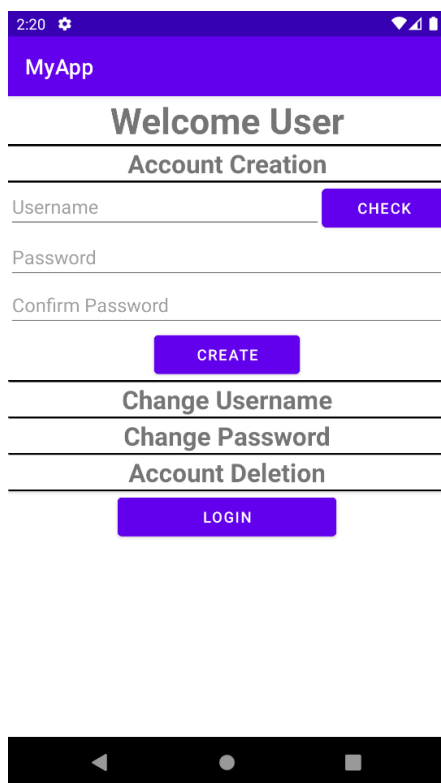 2:20
MyApp
Welcome User
Account Creation
Username CHECK
Password
Confirm Password
CREATE
Change Username
Change Password
Account Deletion
LOGIN